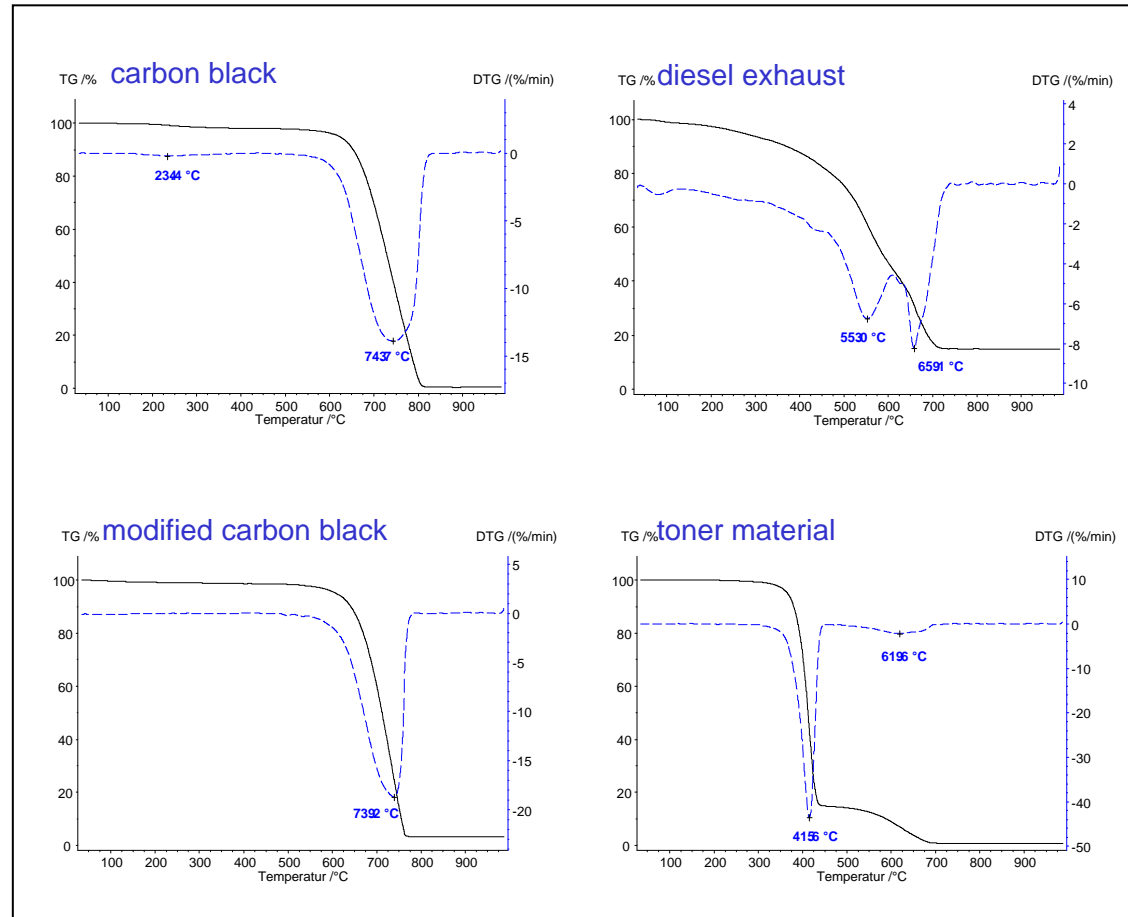 TG /% carbon black DTG /(%/min)
100
80
60
40
20
0
0
-5
-10
-15
234.4 °C
743.7 °C
100 200 300 400 500 600 700 800 900
Temperatur /°C
TG /% diesel exhaust DTG /(%/min)
100
80
60
40
20
0
4
2
0
-2
-4
-6
-8
-10
553.0 °C
659.1 °C
100 200 300 400 500 600 700 800 900
Temperatur /°C
TG /% modified carbon black DTG /(%/min)
100
80
60
40
20
0
5
0
-5
-10
-15
-20
739.2 °C
100 200 300 400 500 600 700 800 900
Temperatur /°C
TG /% toner material DTG /(%/min)
100
80
60
40
20
0
10
0
-10
-20
-30
-40
-50
619.6 °C
415.6 °C
100 200 300 400 500 600 700 800 900
Temperatur /°C